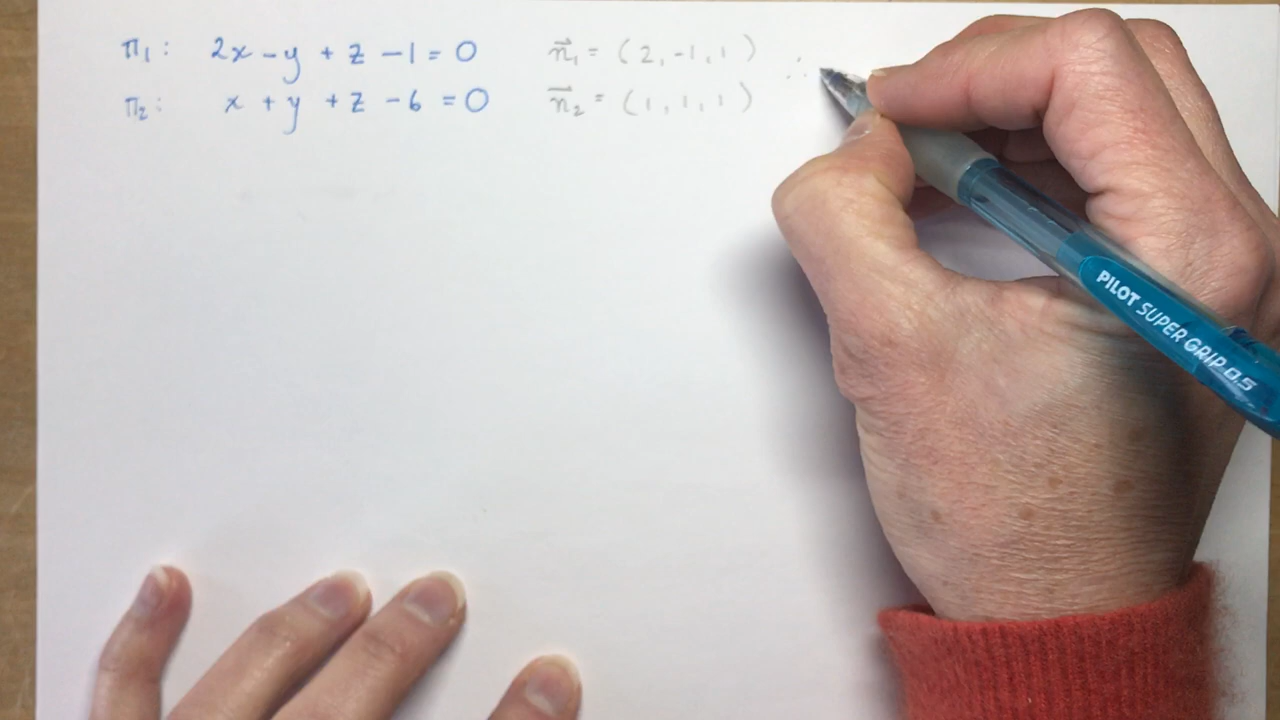 π₁: 2x - y + z - 1 = 0 n⃗₁ = (2, -1, 1) ∴
π₂: x + y + z - 6 = 0 n⃗₂ = (1, 1, 1)
PILOT SUPER GRIP 0.5